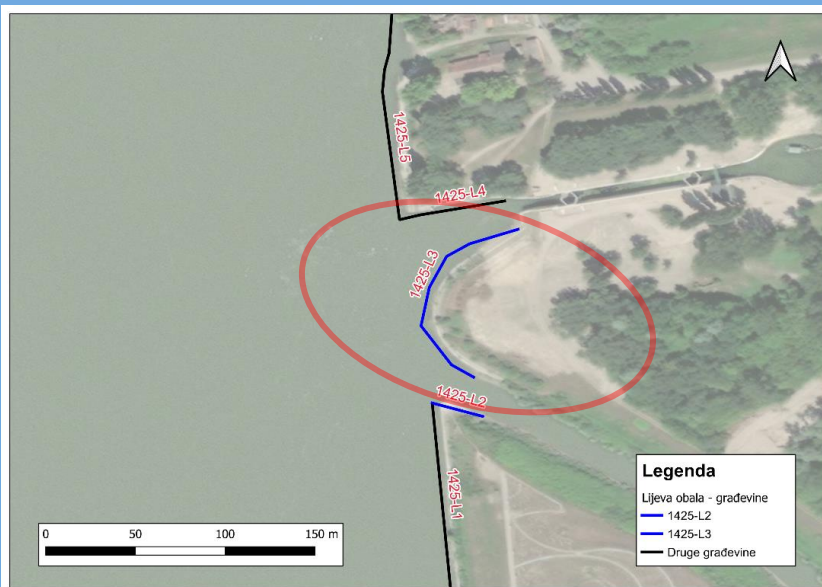 1425-L5
1425-L4
1425-L3
1425-L2
1425-L1
Legenda
Lijeva obala - građevine
1425-L2
1425-L3
Druge građevine
0 50 100 150 m